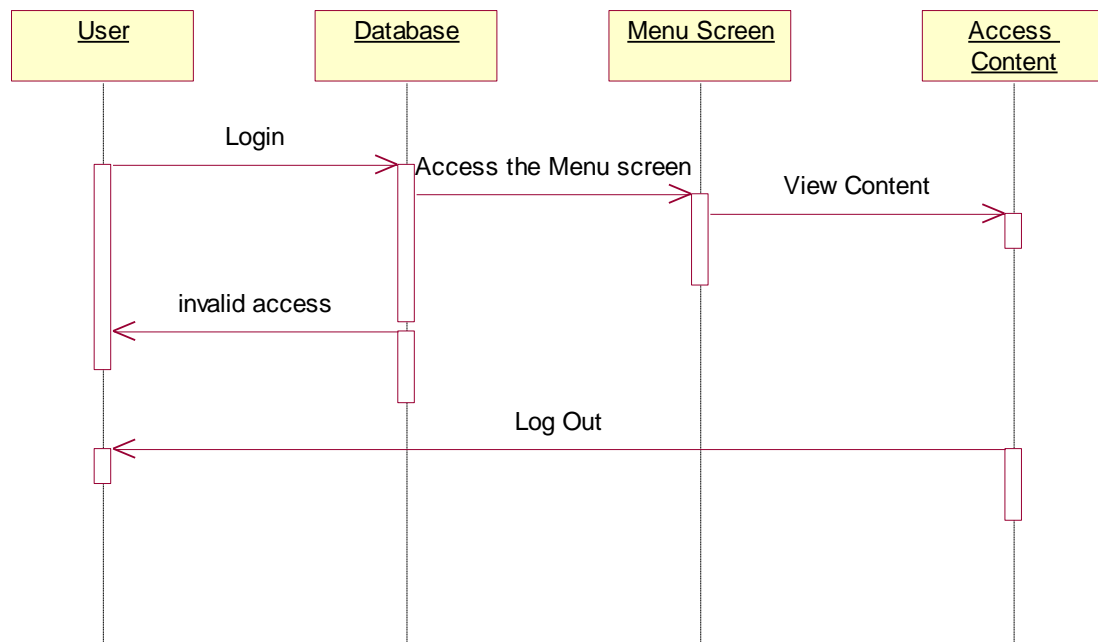 User
Database
Menu Screen
Access
Content
Login
Access the Menu screen
View Content
invalid access
Log Out